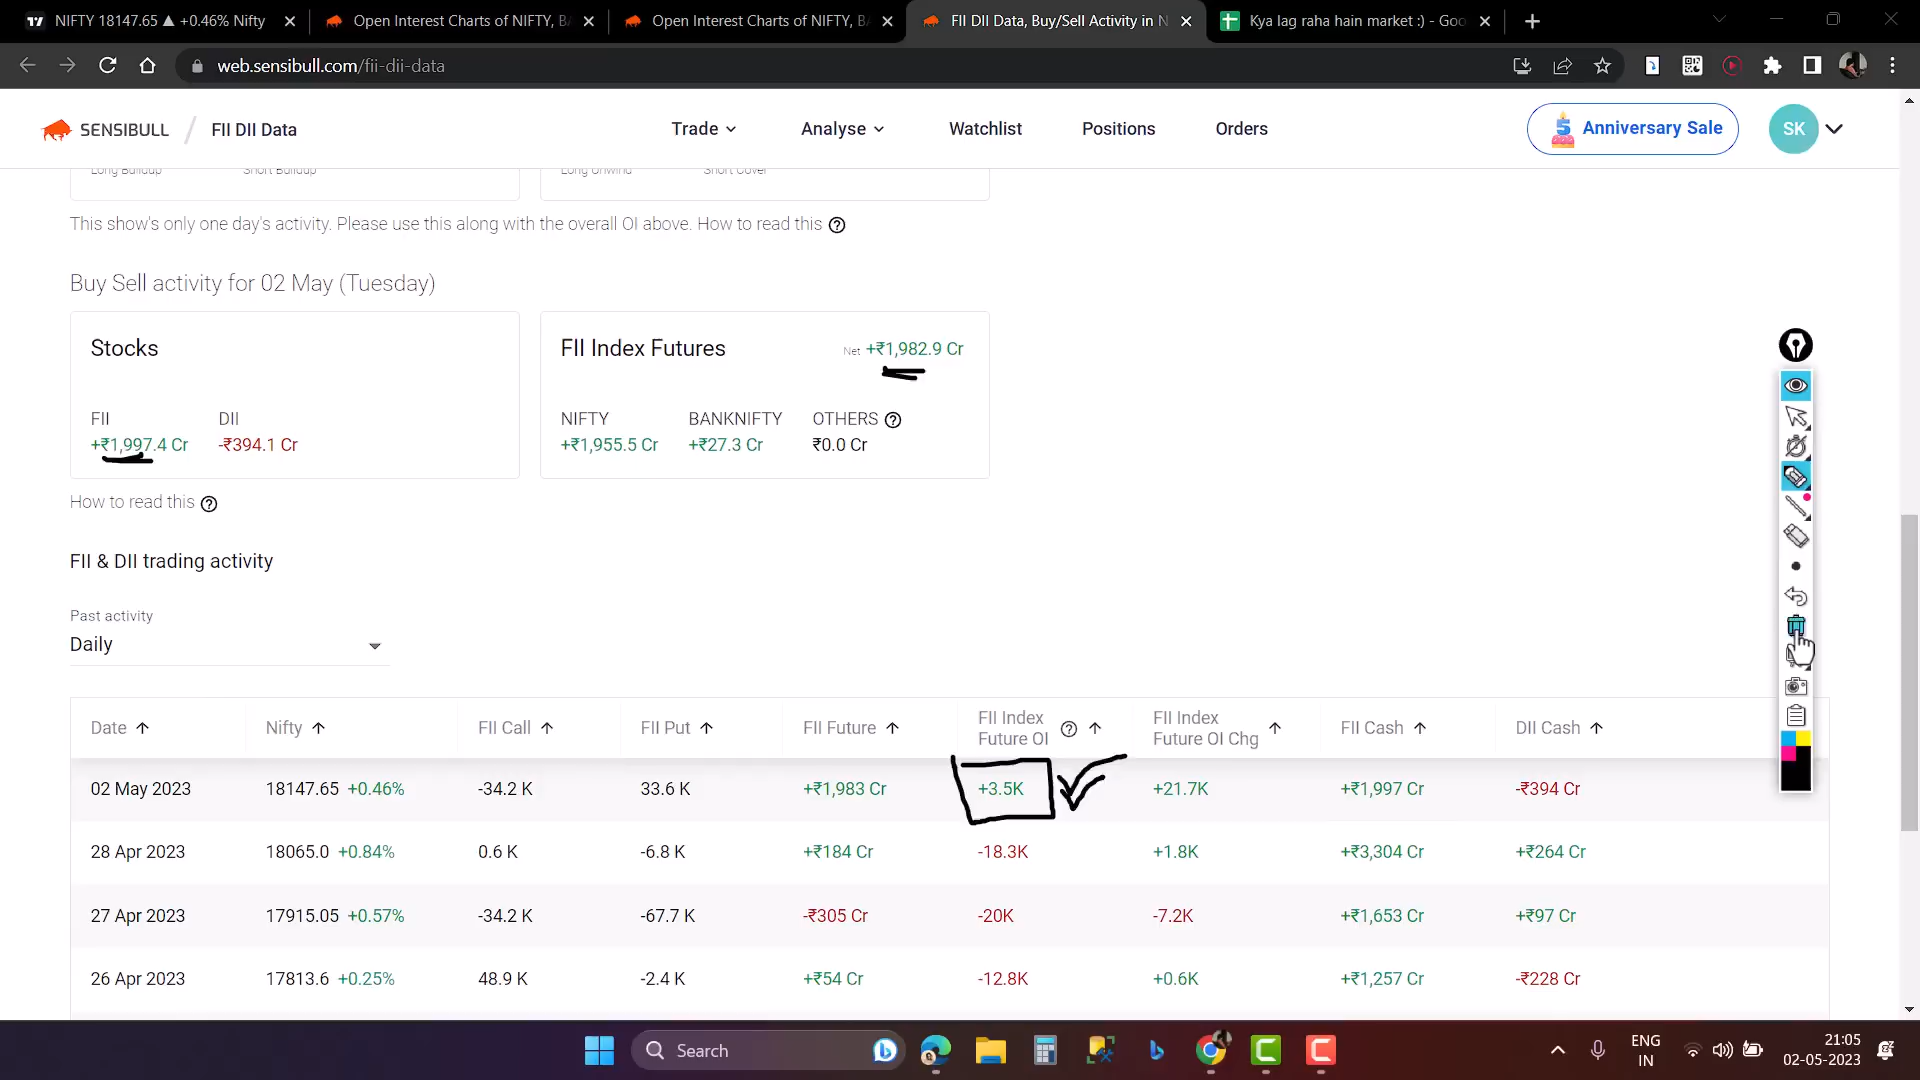 NIFTY 18147.65 ▲ +0.46% Nifty
Open Interest Charts of NIFTY, BA
Open Interest Charts of NIFTY, B
FII DII Data, Buy/Sell Activity in N
Kya lag raha hain market :) - Goo
web.sensibull.com/fii-dii-data
SENSIBULL / FII DII Data
Trade
Analyse
Watchlist
Positions
Orders
5 Anniversary Sale
SK
Long Buildup Short Buildup Long Unwind Short Cover
This show's only one day's activity. Please use this along with the overall OI above. How to read this ?
Buy Sell activity for 02 May (Tuesday)
Stocks
FII DII
+₹1,997.4 Cr -₹394.1 Cr
FII Index Futures Net +₹1,982.9 Cr
NIFTY BANKNIFTY OTHERS ?
+₹1,955.5 Cr +₹27.3 Cr ₹0.0 Cr
How to read this ?
FII & DII trading activity
Past activity
Daily
Date ↑ Nifty ↑ FII Call ↑ FII Put ↑ FII Future ↑ FII Index Future OI ? ↑ FII Index Future OI Chg ↑ FII Cash ↑ DII Cash ↑
02 May 2023 18147.65 +0.46% -34.2 K 33.6 K +₹1,983 Cr +3.5K +21.7K +₹1,997 Cr -₹394 Cr
28 Apr 2023 18065.0 +0.84% 0.6 K -6.8 K +₹184 Cr -18.3K +1.8K +₹3,304 Cr +₹264 Cr
27 Apr 2023 17915.05 +0.57% -34.2 K -67.7 K -₹305 Cr -20K -7.2K +₹1,653 Cr +₹97 Cr
26 Apr 2023 17813.6 +0.25% 48.9 K -2.4 K +₹54 Cr -12.8K +0.6K +₹1,257 Cr -₹228 Cr
Search
ENG
IN
21:05
02-05-2023